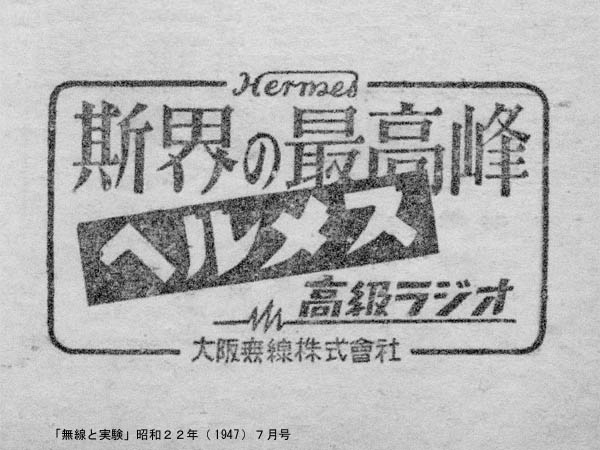 Hermes
斯界の最高峰
ヘルメス
高級ラジオ
大阪無線株式會社
「無線と実験」昭和２２年（1947）７月号